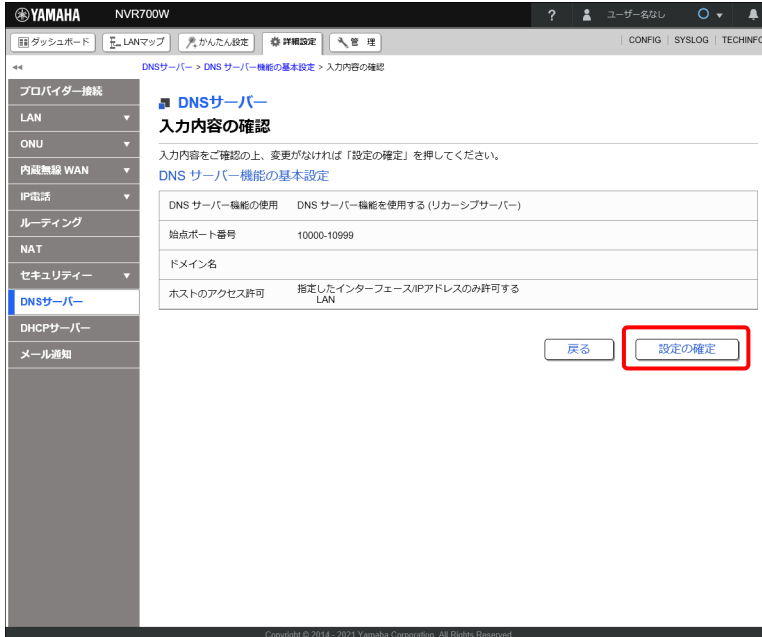 YAMAHA NVR700W ? ユーザー名なし
ダッシュボード LANマップ かんたん設定 詳細設定 管 理 CONFIG SYSLOG TECHINFO
DNSサーバー > DNS サーバー機能の基本設定 > 入力内容の確認
プロバイダー接続
LAN
ONU
内蔵無線 WAN
IP電話
ルーティング
NAT
セキュリティー
DNSサーバー
DHCPサーバー
メール通知
DNSサーバー
入力内容の確認
入力内容をご確認の上、変更がなければ「設定の確定」を押してください。
DNS サーバー機能の基本設定
DNS サーバー機能の使用 DNS サーバー機能を使用する (リカーシブサーバー)
始点ポート番号 10000-10999
ドメイン名
ホストのアクセス許可 指定したインターフェース/IPアドレスのみ許可する
LAN
戻る 設定の確定
Copyright © 2014 - 2021 Yamaha Corporation. All Rights Reserved.